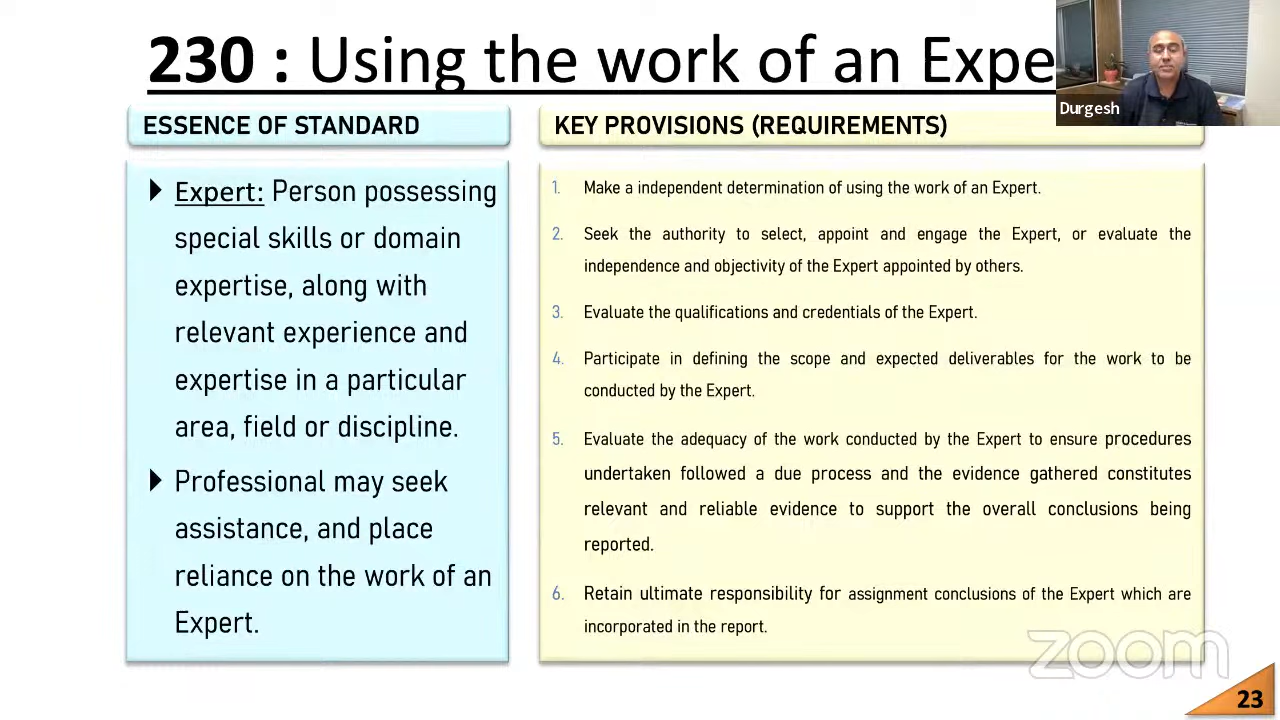 230 : Using the work of an Expe
Durgesh
ESSENCE OF STANDARD
Expert: Person possessing
special skills or domain
expertise, along with
relevant experience and
expertise in a particular
area, field or discipline.
Professional may seek
assistance, and place
reliance on the work of an
Expert.
KEY PROVISIONS (REQUIREMENTS)
1. Make a independent determination of using the work of an Expert.
2. Seek the authority to select, appoint and engage the Expert, or evaluate the
independence and objectivity of the Expert appointed by others.
3. Evaluate the qualifications and credentials of the Expert.
4. Participate in defining the scope and expected deliverables for the work to be
conducted by the Expert.
5. Evaluate the adequacy of the work conducted by the Expert to ensure procedures
undertaken followed a due process and the evidence gathered constitutes
relevant and reliable evidence to support the overall conclusions being
reported.
6. Retain ultimate responsibility for assignment conclusions of the Expert which are
incorporated in the report.
zoom
23